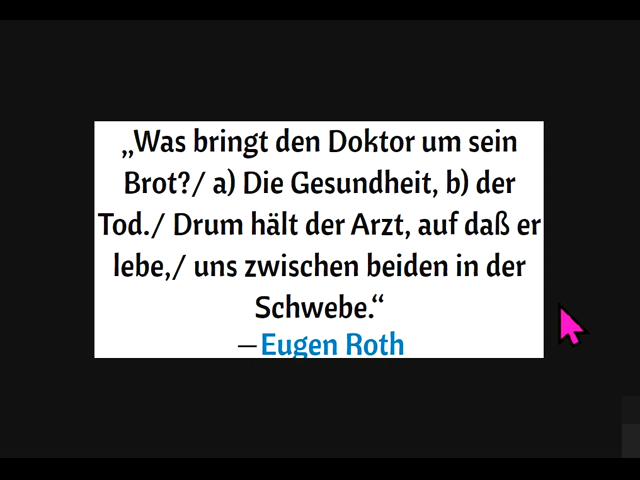 „Was bringt den Doktor um sein
Brot?/ a) Die Gesundheit, b) der
Tod./ Drum hält der Arzt, auf daß er
lebe,/ uns zwischen beiden in der
Schwebe.“
—Eugen Roth